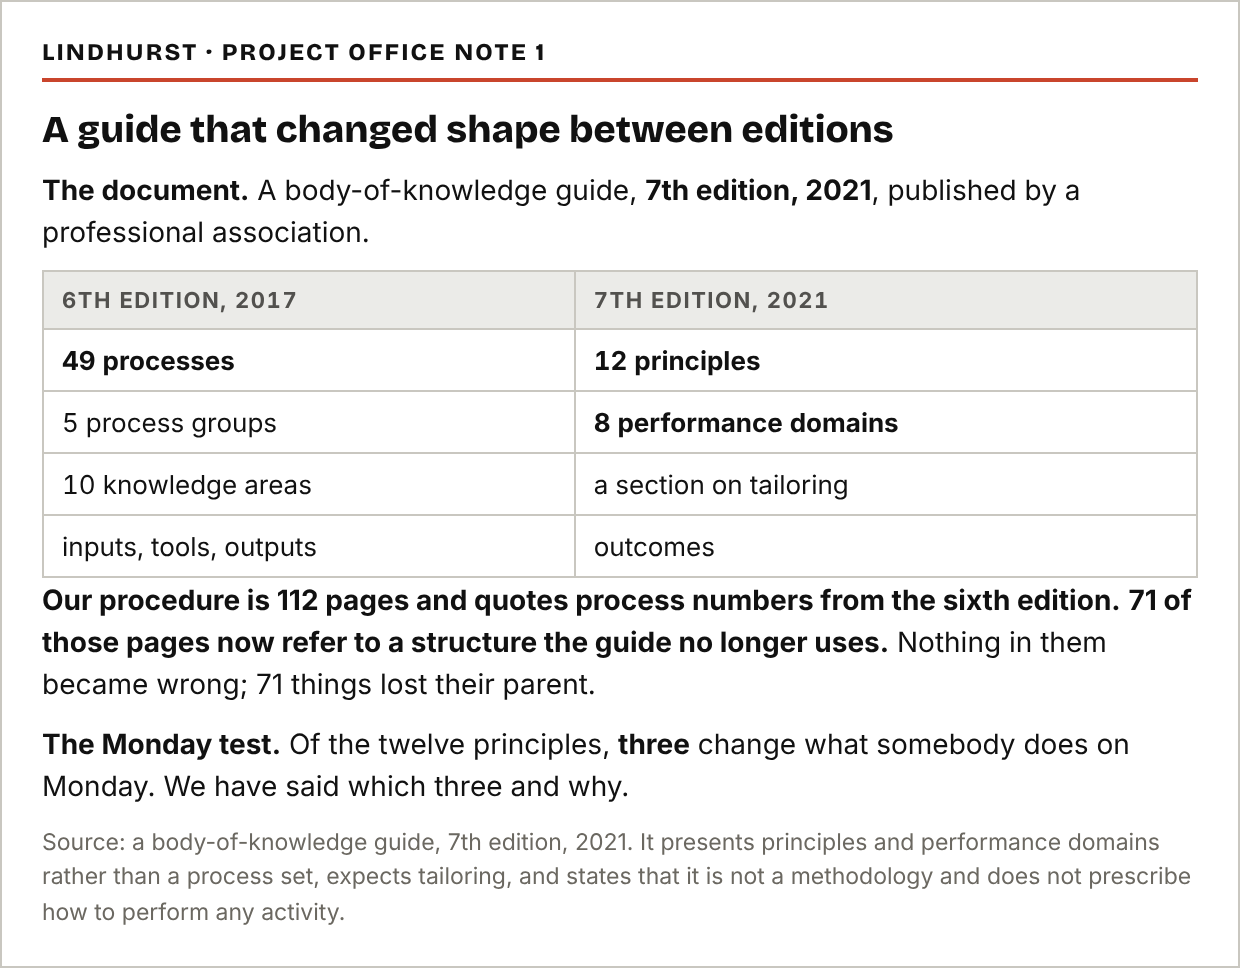 LINDHURST · PROJECT OFFICE NOTE 1
A guide that changed shape between editions
The document. A body-of-knowledge guide, 7th edition, 2021, published by a
professional association.
6TH EDITION, 2017 7TH EDITION, 2021
49 processes 12 principles
5 process groups 8 performance domains
10 knowledge areas a section on tailoring
inputs, tools, outputs outcomes
Our procedure is 112 pages and quotes process numbers from the sixth edition. 71 of
those pages now refer to a structure the guide no longer uses. Nothing in them
became wrong; 71 things lost their parent.
The Monday test. Of the twelve principles, three change what somebody does on
Monday. We have said which three and why.
Source: a body-of-knowledge guide, 7th edition, 2021. It presents principles and performance domains
rather than a process set, expects tailoring, and states that it is not a methodology and does not prescribe
how to perform any activity.